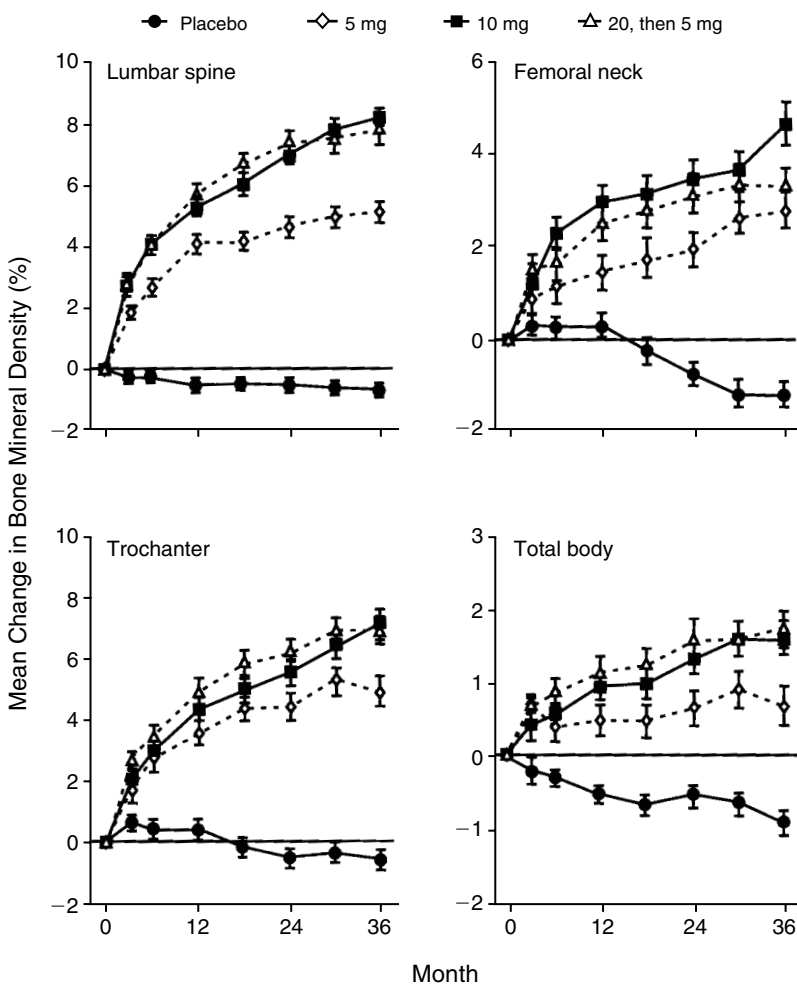 Placebo 5 mg 10 mg 20, then 5 mg
Mean Change in Bone Mineral Density (%)
Lumbar spine
10
8
6
4
2
0
−2
Femoral neck
6
4
2
0
−2
Trochanter
10
8
6
4
2
0
−2
0 12 24 36
Total body
3
2
1
0
−1
−2
0 12 24 36
Month